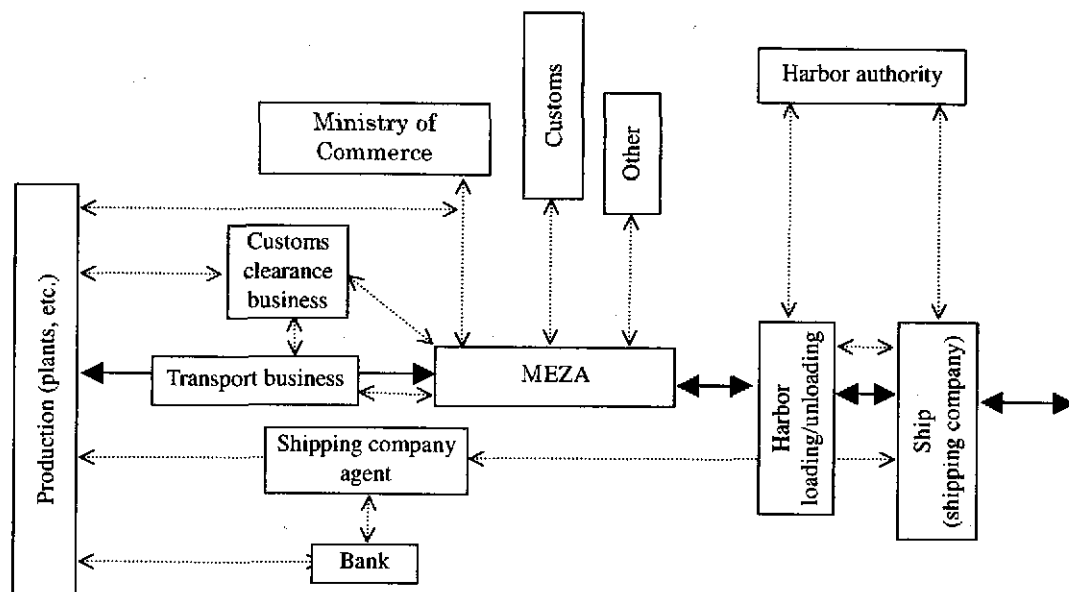 Customs
Harbor authority
Other
Ministry of
Commerce
Customs
clearance
business
Production (plants, etc.)
Transport business
MEZA
Harbor
loading/unloading
Ship
(shipping company)
Shipping company
agent
Bank